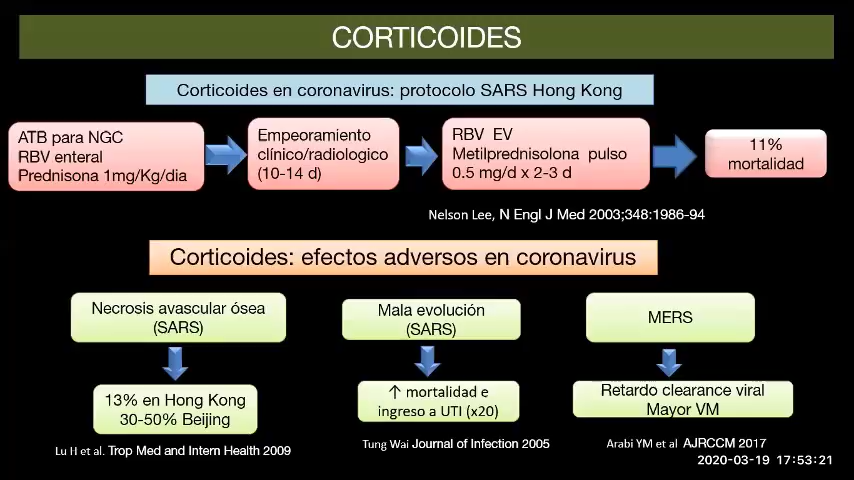 CORTICOIDES
Corticoides en coronavirus: protocolo SARS Hong Kong
ATB para NGC
RBV enteral
Prednisona 1mg/Kg/dia
Empeoramiento
clínico/radiologico
(10-14 d)
RBV EV
Metilprednisolona pulso
0.5 mg/d x 2-3 d
11%
mortalidad
Nelson Lee, N Engl J Med 2003;348:1986-94
Corticoides: efectos adversos en coronavirus
Necrosis avascular ósea
(SARS)
13% en Hong Kong
30-50% Beijing
Lu H et al. Trop Med and Intern Health 2009
Mala evolución
(SARS)
↑ mortalidad e
ingreso a UTI (x20)
Tung Wai Journal of Infection 2005
MERS
Retardo clearance viral
Mayor VM
Arabi YM et al AJRCCM 2017
2020-03-19 17:53:21